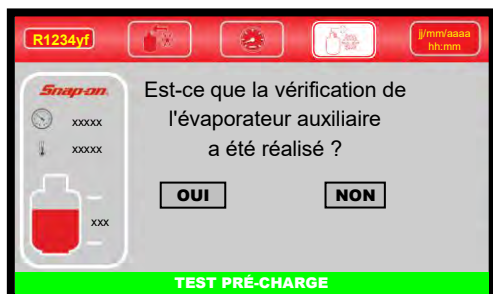 R1234yf
jj/mm/aaaa
hh:mm
Snap-on
xxxxx
xxxxx
xxx
Est-ce que la vérification de
l'évaporateur auxiliaire
a été réalisé ?
OUI NON
TEST PRÉ-CHARGE